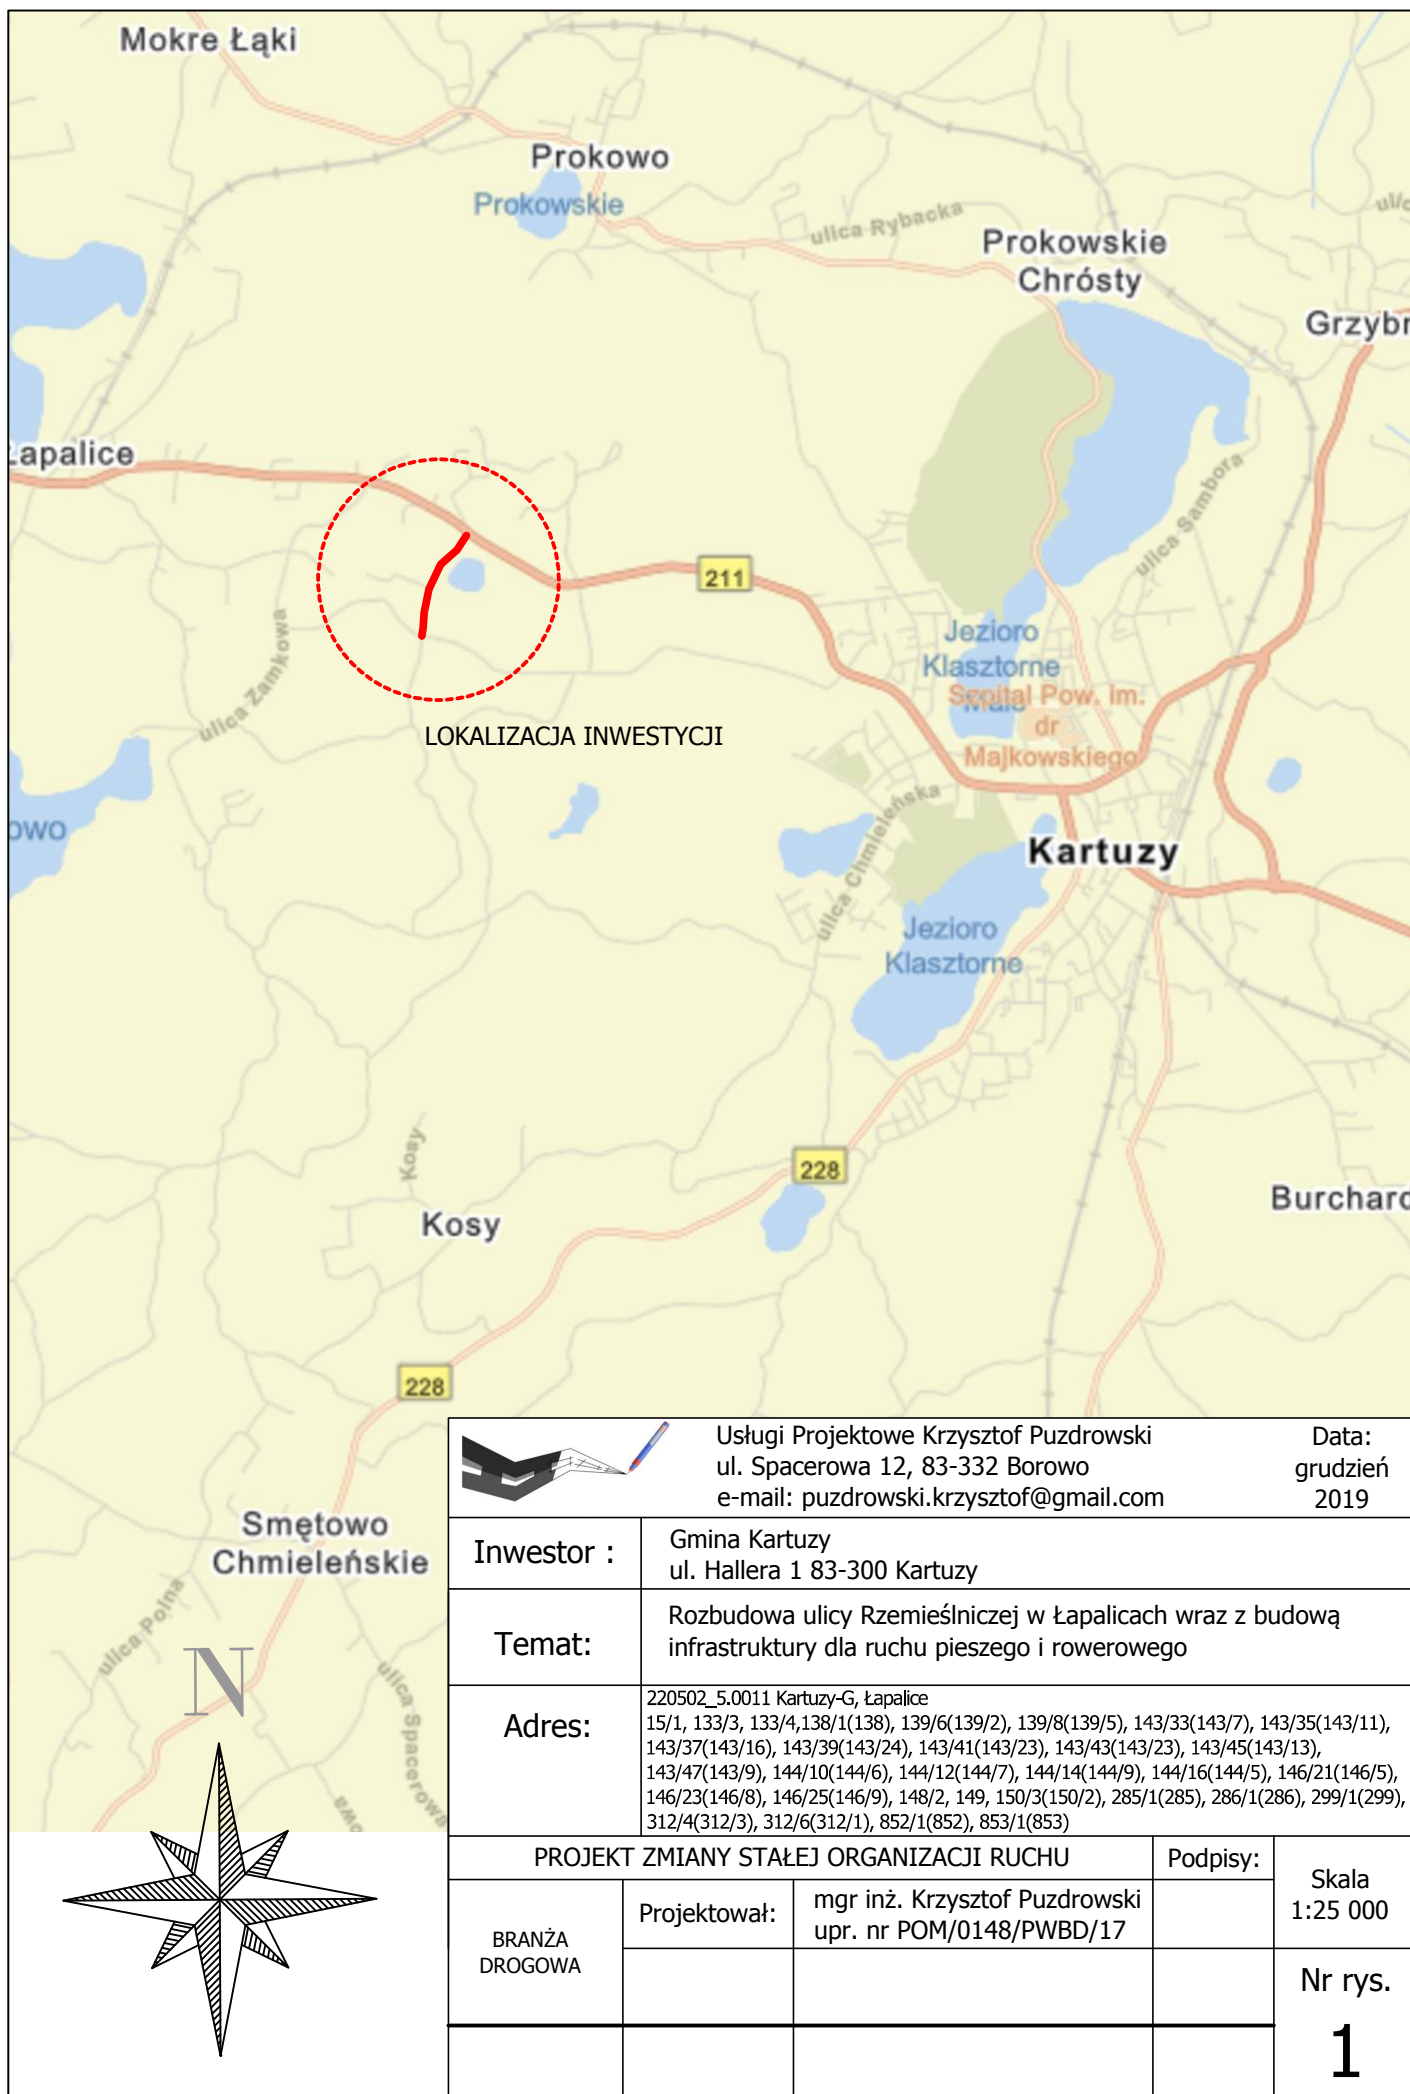 Mokre Łąki
Prokowo
Prokowskie
ulica Rybacka
Prokowskie
Chrósty
Grzybr
Łapalice
211
ulica Sambora
ulica Zamkowa
Jezioro
Klasztorne
Małe
Szpital Pow. im.
dr
Majkowskiego
LOKALIZACJA INWESTYCJI
owo
ulica Chmieleńska
Kartuzy
Jezioro
Klasztorne
Kosy
228
Burchard
Kosy
228
Smętowo
Chmieleńskie
ulica Polna
ulica Spacerowa
N
Usługi Projektowe Krzysztof Puzdrowski
ul. Spacerowa 12, 83-332 Borowo
e-mail: puzdrowski.krzysztof@gmail.com
Data:
grudzień
2019
Inwestor :
Gmina Kartuzy
ul. Hallera 1 83-300 Kartuzy
Temat:
Rozbudowa ulicy Rzemieślniczej w Łapalicach wraz z budową
infrastruktury dla ruchu pieszego i rowerowego
Adres:
220502_5.0011 Kartuzy-G, Łapalice
15/1, 133/3, 133/4,138/1(138), 139/6(139/2), 139/8(139/5), 143/33(143/7), 143/35(143/11),
143/37(143/16), 143/39(143/24), 143/41(143/23), 143/43(143/23), 143/45(143/13),
143/47(143/9), 144/10(144/6), 144/12(144/7), 144/14(144/9), 144/16(144/5), 146/21(146/5),
146/23(146/8), 146/25(146/9), 148/2, 149, 150/3(150/2), 285/1(285), 286/1(286), 299/1(299),
312/4(312/3), 312/6(312/1), 852/1(852), 853/1(853)
PROJEKT ZMIANY STAŁEJ ORGANIZACJI RUCHU
Podpisy:
Skala
1:25 000
BRANŻA
DROGOWA
Projektował:
mgr inż. Krzysztof Puzdrowski
upr. nr POM/0148/PWBD/17
Nr rys.
1